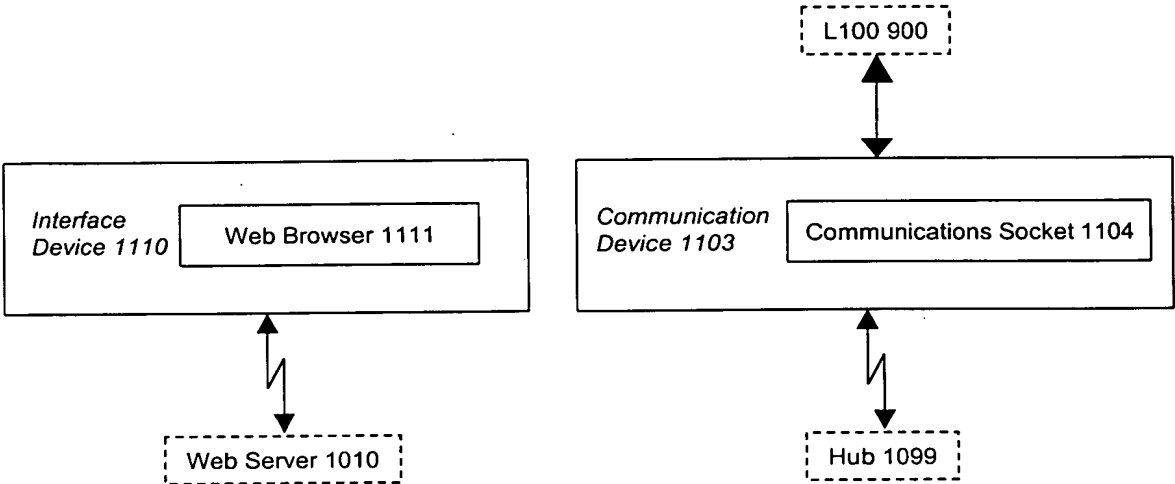 L100 900
Interface
Device 1110
Web Browser 1111
Communication
Device 1103
Communications Socket 1104
Web Server 1010
Hub 1099